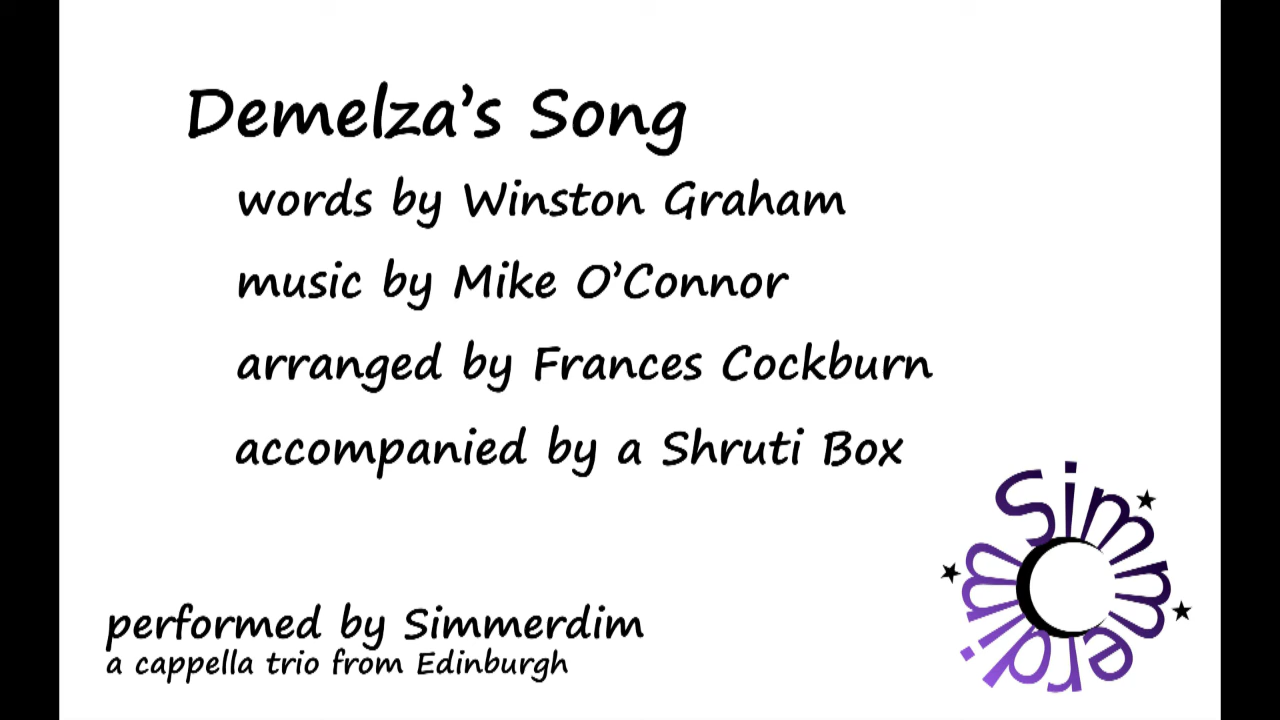 Demelza’s Song
words by Winston Graham
music by Mike O’Connor
arranged by Frances Cockburn
accompanied by a Shruti Box
Simmerdim
performed by Simmerdim
a cappella trio from Edinburgh